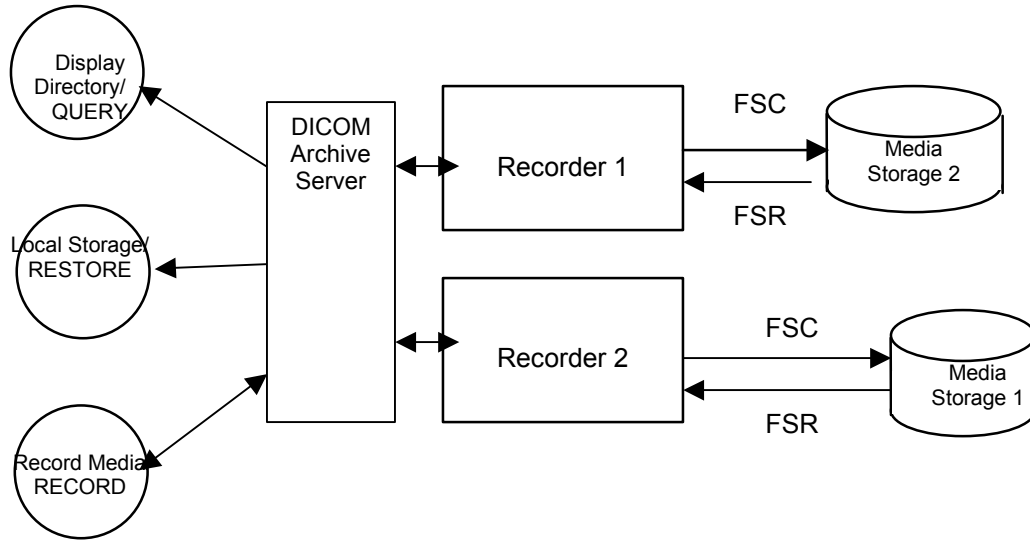 Display
Directory/
QUERY
Local Storage/
RESTORE
Record Media
RECORD
DICOM
Archive
Server
Recorder 1
FSC
FSR
Media
Storage 2
Recorder 2
FSC
FSR
Media
Storage 1